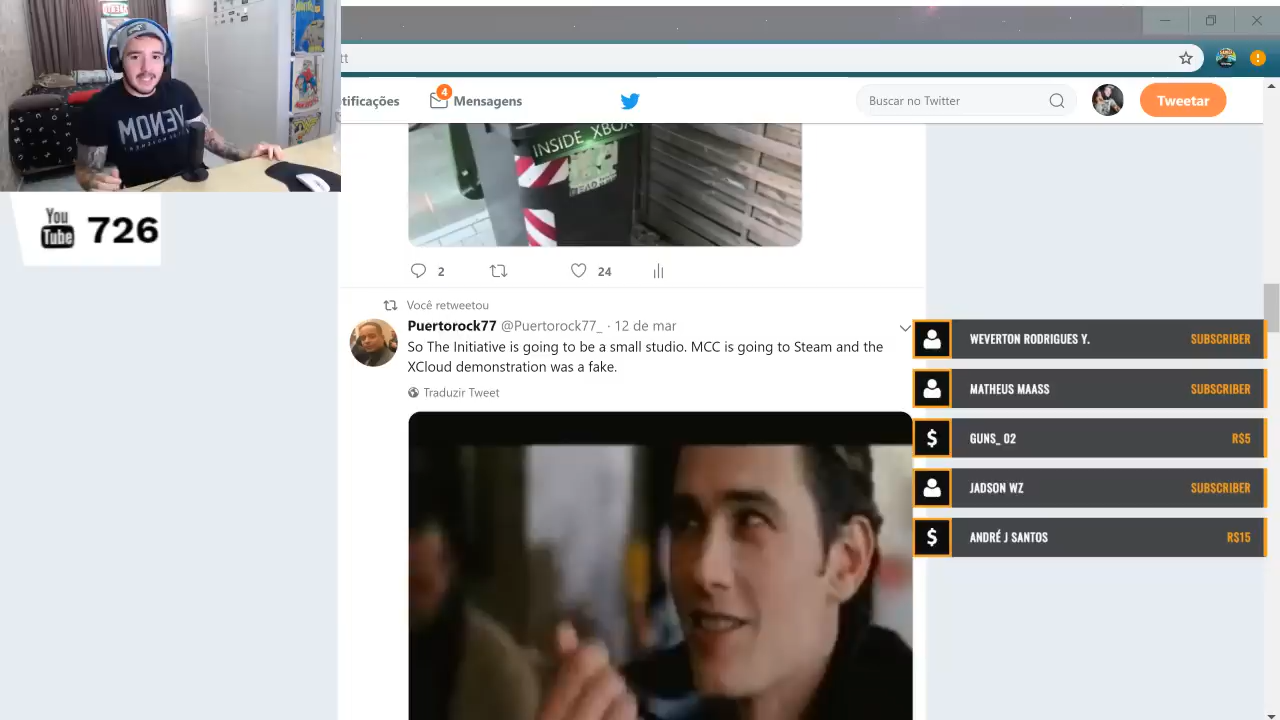 tt
tificações
4
Mensagens
Buscar no Twitter
Tweetar
VENOM
You
Tube
726
INSIDE XBOX
2
24
Você retweetou
Puertorock77 @Puertorock77_ · 12 de mar
So The Initiative is going to be a small studio. MCC is going to Steam and the
XCloud demonstration was a fake.
Traduzir Tweet
WEVERTON RODRIGUES Y. SUBSCRIBER
MATHEUS MAASS SUBSCRIBER
GUNS_ 02 R$5
JADSON WZ SUBSCRIBER
ANDRÉ J SANTOS R$15